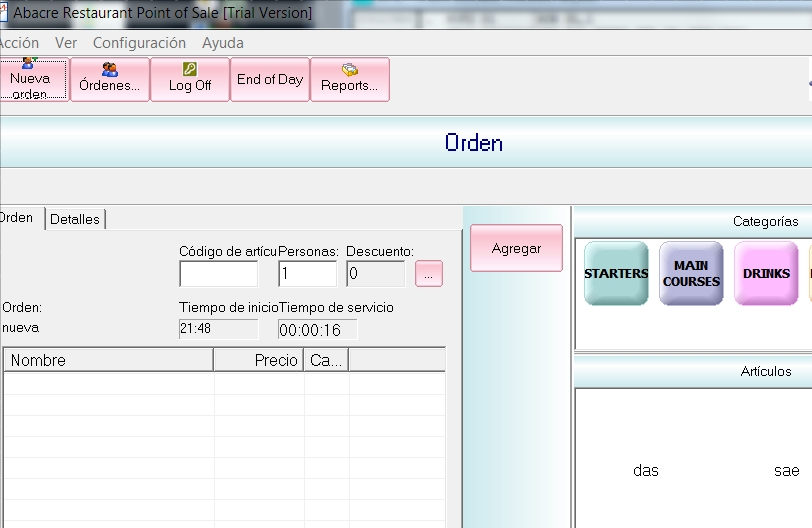 Abacre Restaurant Point of Sale [Trial Version]
Acción Ver Configuración Ayuda
Nueva orden Órdenes... Log Off End of Day Reports...
Orden
Orden Detalles
Código de artícu Personas: Descuento:
1 0 ...
Agregar
Categorías
STARTERS MAIN COURSES DRINKS
Orden: Tiempo de inicio Tiempo de servicio
nueva 21:48 00:00:16
Nombre Precio Ca...
Artículos
das sae